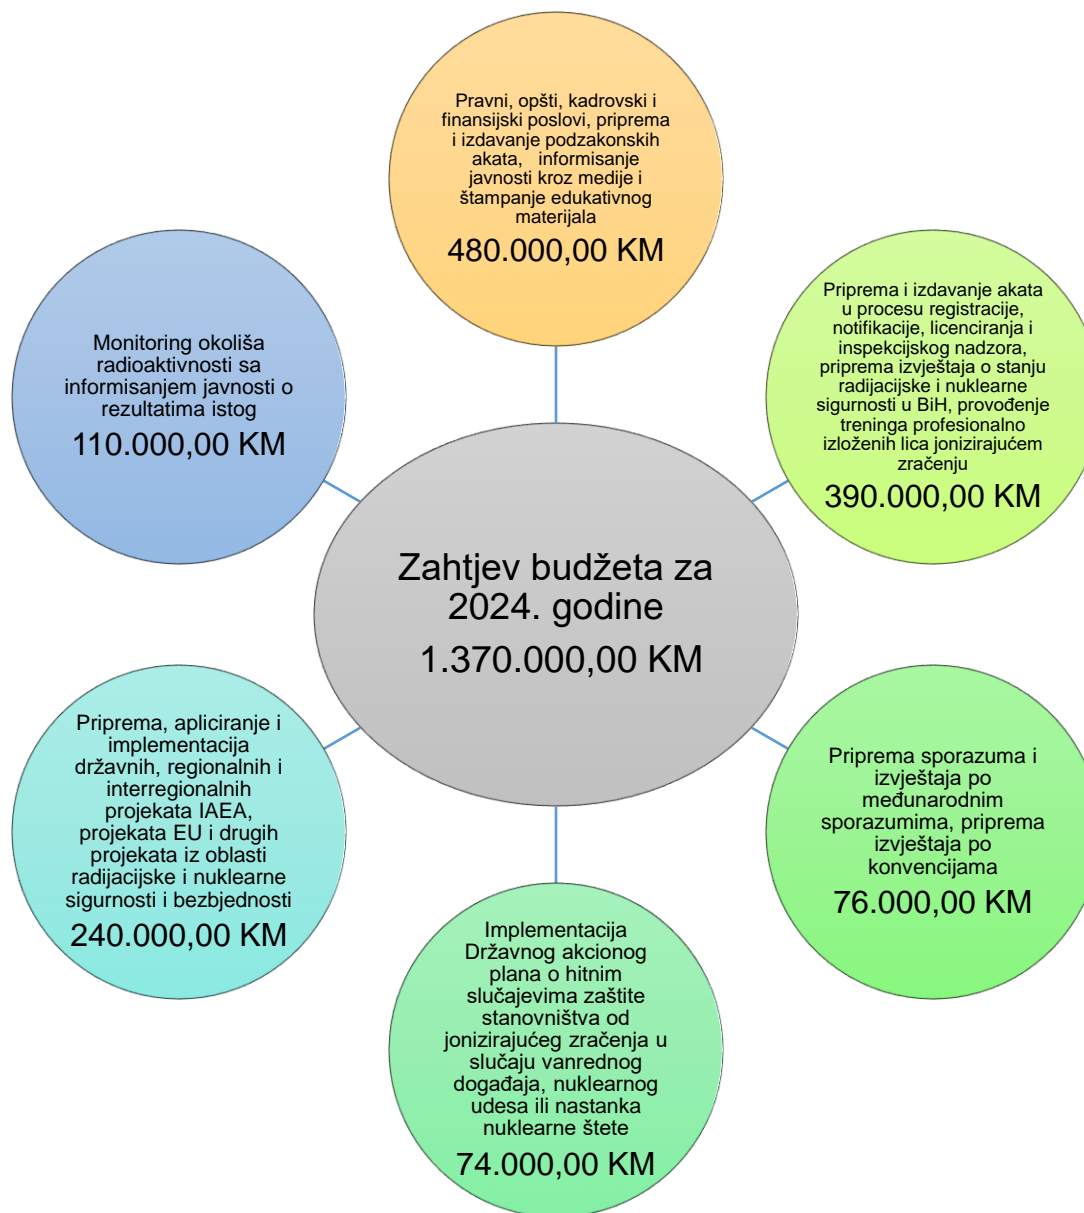 Pravni, opšti, kadrovski i
finansijski poslovi, priprema
i izdavanje podzakonskih
akata, informisanje
javnosti kroz medije i
štampanje edukativnog
materijala
480.000,00 KM
Priprema i izdavanje akata
u procesu registracije,
notifikacije, licenciranja i
inspekcijskog nadzora,
priprema izvještaja o stanju
radijacijske i nuklearne
sigurnosti u BiH, provođenje
treninga profesionalno
izloženih lica jonizirajućem
zračenju
390.000,00 KM
Priprema sporazuma i
izvještaja po
međunarodnim
sporazumima, priprema
izvještaja po
konvencijama
76.000,00 KM
Implementacija
Državnog akcionog
plana o hitnim
slučajevima zaštite
stanovništva od
jonizirajućeg zračenja u
slučaju vanrednog
događaja, nuklearnog
udesa ili nastanka
nuklearne štete
74.000,00 KM
Priprema, apliciranje i
implementacija
državnih, regionalnih i
interregionalnih
projekata IAEA,
projekata EU i drugih
projekata iz oblasti
radijacijske i nuklearne
sigurnosti i bezbjednosti
240.000,00 KM
Monitoring okoliša
radioaktivnosti sa
informisanjem javnosti o
rezultatima istog
110.000,00 KM
Zahtjev budžeta za
2024. godine
1.370.000,00 KM